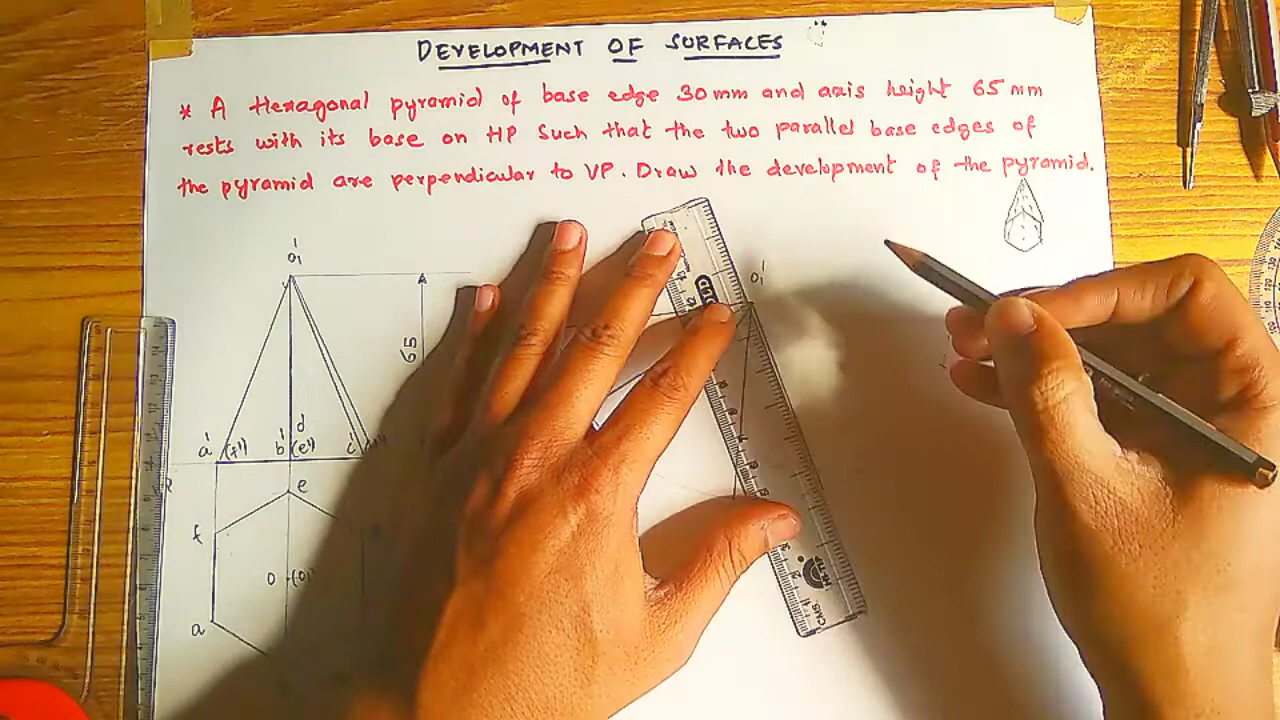 DEVELOPMENT OF SURFACES
* A Hexagonal pyramid of base edge 30mm and axis height 65mm
rests with its base on HP Such that the two parallel base edges of
the pyramid are perpendicular to VP. Draw the development of the pyramid.
o₁'
o₁'
65
d
a' (f') b' (e') c'
e
f
o (o₁
a
CMS.